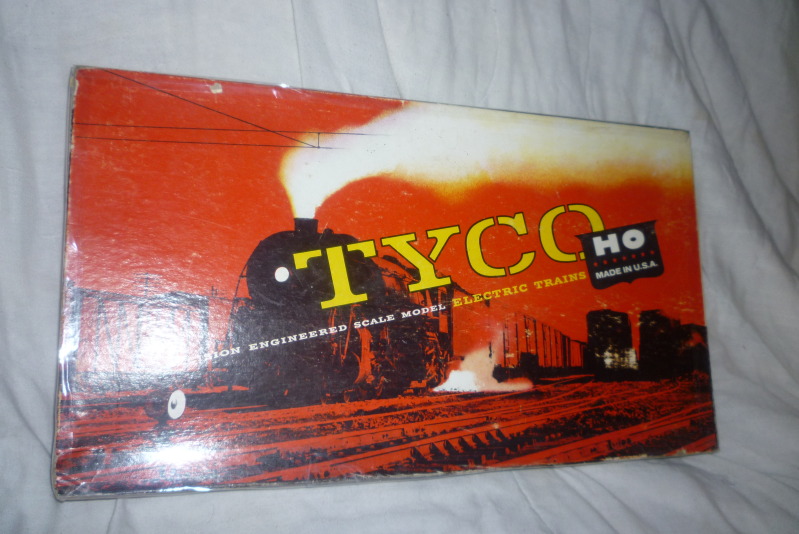 TYCO
HO
MADE IN U.S.A.
ENGINEERED SCALE MODEL ELECTRIC TRAINS